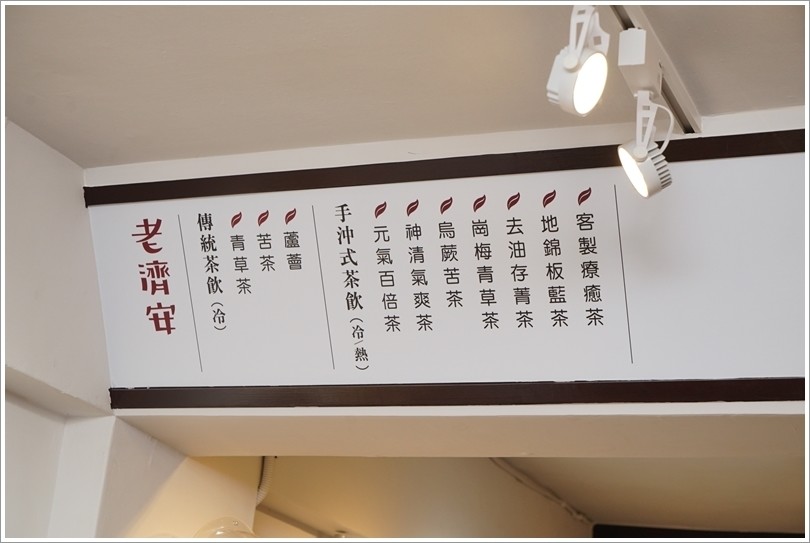 老濟安
傳統茶飲（冷）
青草茶
苦茶
蘆薈
手沖式茶飲（冷/熱）
元氣百倍茶
神清氣爽茶
烏蕨苦茶
崗梅青草茶
去油存菁茶
地錦板藍茶
客製療癒茶